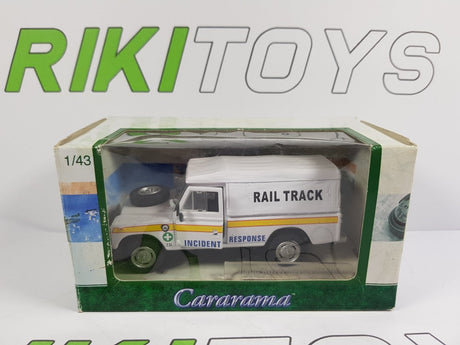 RIKITOYS
1/43
RAIL TRACK
INCIDENT RESPONSE
Cararama